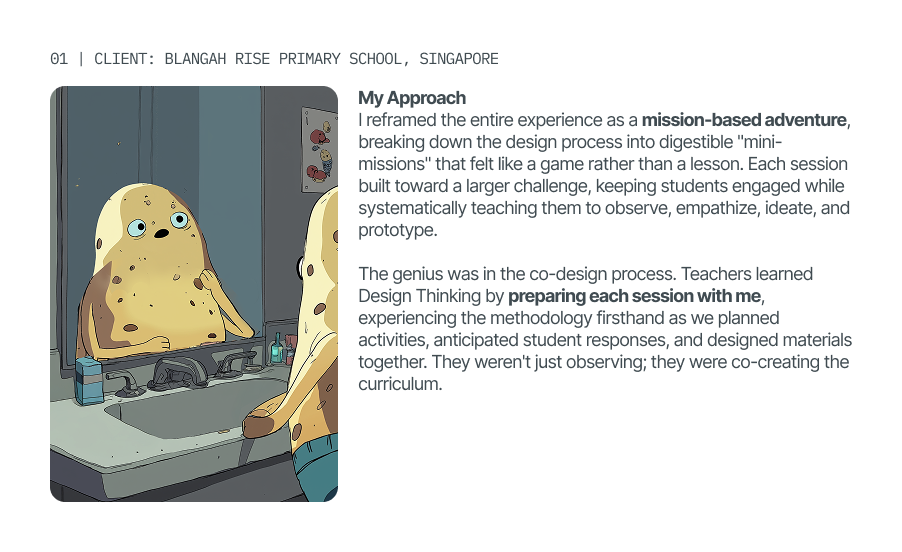 01 | CLIENT: BLANGAH RISE PRIMARY SCHOOL, SINGAPORE
My Approach
I reframed the entire experience as a mission-based adventure,
breaking down the design process into digestible "mini-
missions" that felt like a game rather than a lesson. Each session
built toward a larger challenge, keeping students engaged while
systematically teaching them to observe, empathize, ideate, and
prototype.
The genius was in the co-design process. Teachers learned
Design Thinking by preparing each session with me,
experiencing the methodology firsthand as we planned
activities, anticipated student responses, and designed materials
together. They weren't just observing; they were co-creating the
curriculum.